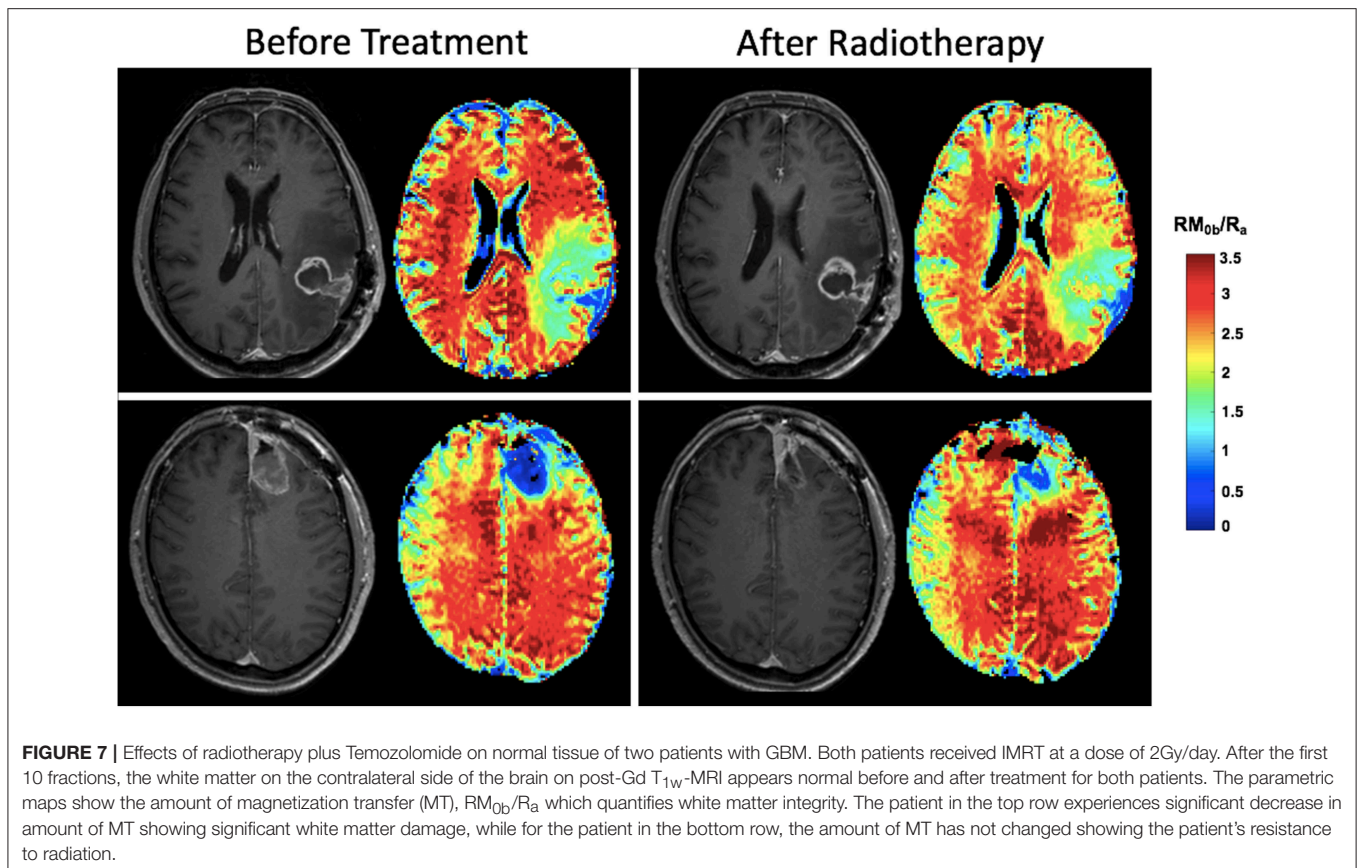 Before Treatment
After Radiotherapy
RM0b/Ra
3.5
3
2.5
2
1.5
1
0.5
0
FIGURE 7 | Effects of radiotherapy plus Temozolomide on normal tissue of two patients with GBM. Both patients received IMRT at a dose of 2Gy/day. After the first
10 fractions, the white matter on the contralateral side of the brain on post-Gd T1w-MRI appears normal before and after treatment for both patients. The parametric
maps show the amount of magnetization transfer (MT), RM0b/Ra which quantifies white matter integrity. The patient in the top row experiences significant decrease in
amount of MT showing significant white matter damage, while for the patient in the bottom row, the amount of MT has not changed showing the patient's resistance
to radiation.